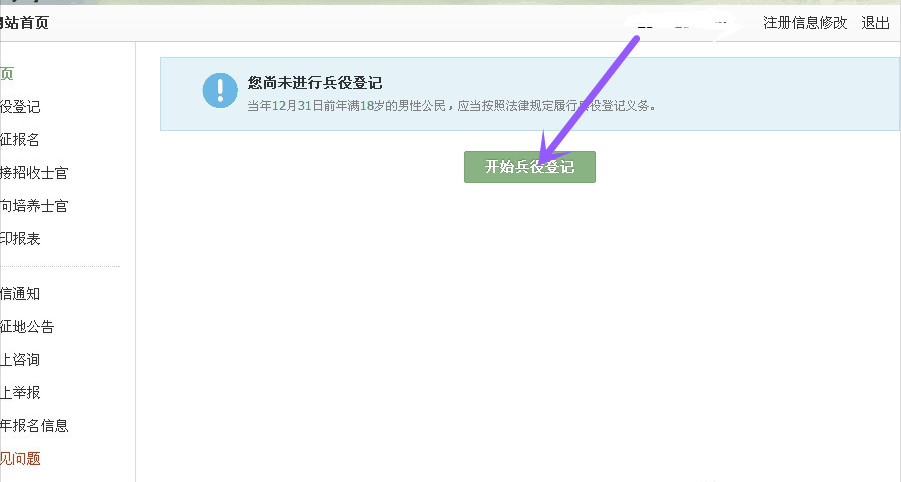 网站首页
注册信息修改 退出
页
役登记
征报名
接招收士官
向培养士官
印报表
信通知
征地公告
上咨询
上举报
年报名信息
见问题
您尚未进行兵役登记
当年12月31日前年满18岁的男性公民，应当按照法律规定履行兵役登记义务。
开始兵役登记